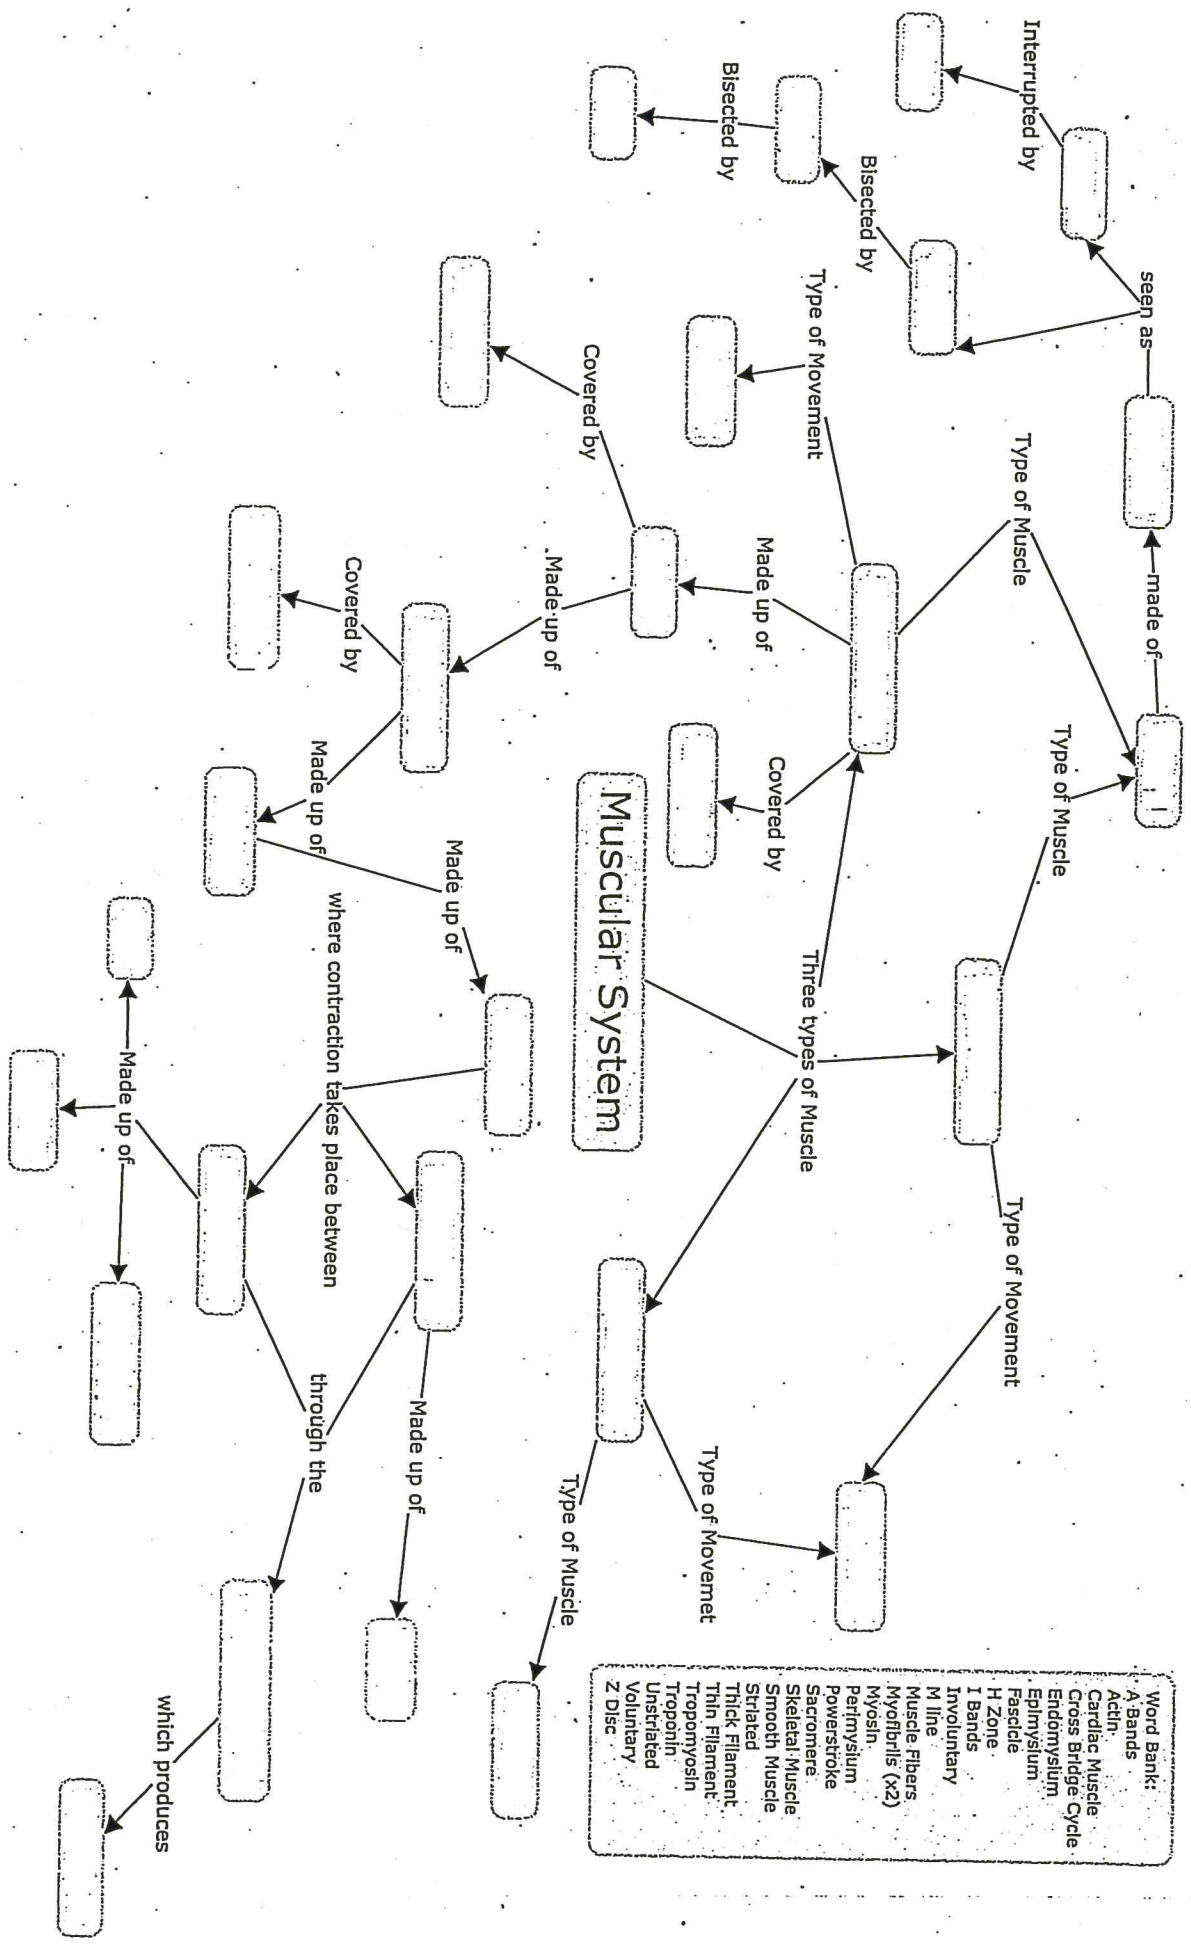 seen as
made of
Interrupted by
Type of Muscle
Type of Muscle
Type of Movement
Bisected by
Type of Movement
Three types of Muscle
Bisected by
Made up of
Covered by
Type of Movemet
Muscular System
Covered by
Made up of
Type of Muscle
Made up of
Made up of
Covered by
Made up of
where contraction takes place between
through the
Made up of
which produces
Word Bank:
A Bands
Actin
Cardiac Muscle
Cross Bridge Cycle
Endomysium
Epimysium
Fascicle
H Zone
I Bands
Involuntary
M line
Muscle Fibers
Myofibrils (x2)
Myosin
Perimysium
Powerstroke
Sacromere
Skeletal Muscle
Smooth Muscle
Striated
Thick Filament
Thin Filament
Tropomyosin
Troponin
Unstriated
Voluntary
Z Disc